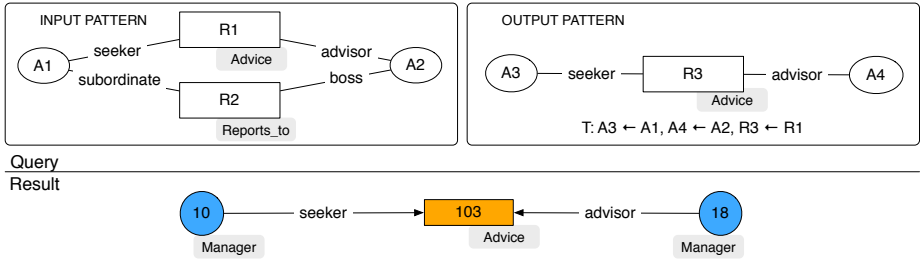 INPUT PATTERN
A1
seeker
subordinate
R1
Advice
R2
Reports_to
advisor
boss
A2
OUTPUT PATTERN
A3
seeker
R3
Advice
advisor
A4
T: A3 ← A1, A4 ← A2, R3 ← R1
Query
Result
10
Manager
seeker
103
Advice
advisor
18
Manager